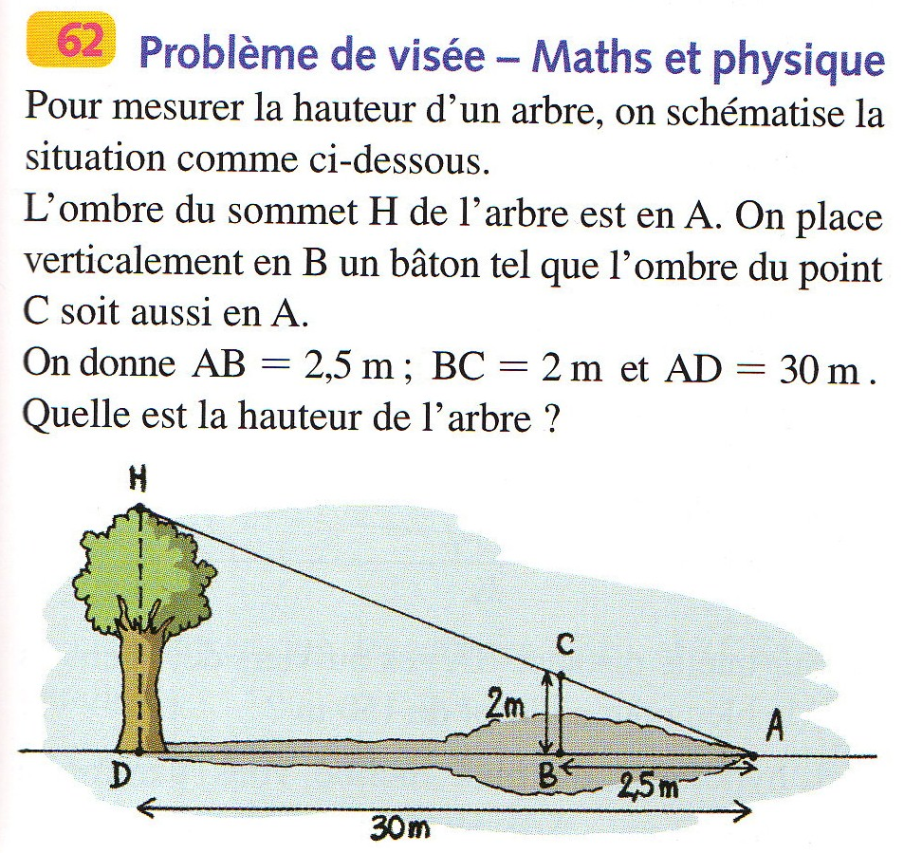 62 Problème de visée – Maths et physique
Pour mesurer la hauteur d'un arbre, on schématise la
situation comme ci-dessous.
L'ombre du sommet H de l'arbre est en A. On place
verticalement en B un bâton tel que l'ombre du point
C soit aussi en A.
On donne AB = 2,5 m ; BC = 2 m et AD = 30 m.
Quelle est la hauteur de l'arbre ?
H
C
2m
A
D
B
2,5m
30m